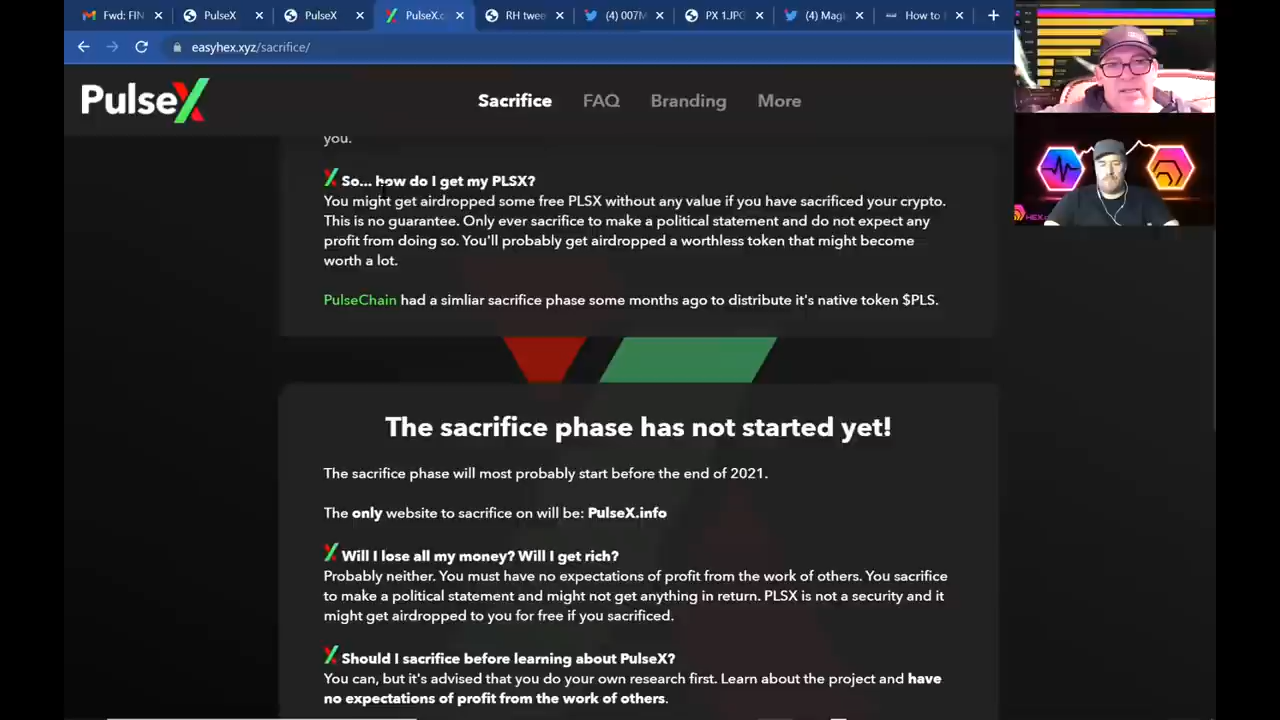 Fwd: FIN
PulseX
PulseX
PulseX.c
RH twee
(4) 007M
PX 1.JPG
(4) Magi
How to
easyhex.xyz/sacrifice/
PulseX
Sacrifice
FAQ
Branding
More
you.
So... how do I get my PLSX?
You might get airdropped some free PLSX without any value if you have sacrificed your crypto.
This is no guarantee. Only ever sacrifice to make a political statement and do not expect any
profit from doing so. You'll probably get airdropped a worthless token that might become
worth a lot.
PulseChain had a simliar sacrifice phase some months ago to distribute it's native token $PLS.
The sacrifice phase has not started yet!
The sacrifice phase will most probably start before the end of 2021.
The only website to sacrifice on will be: PulseX.info
Will I lose all my money? Will I get rich?
Probably neither. You must have no expectations of profit from the work of others. You sacrifice
to make a political statement and might not get anything in return. PLSX is not a security and it
might get airdropped to you for free if you sacrificed.
Should I sacrifice before learning about PulseX?
You can, but it's advised that you do your own research first. Learn about the project and have
no expectations of profit from the work of others.